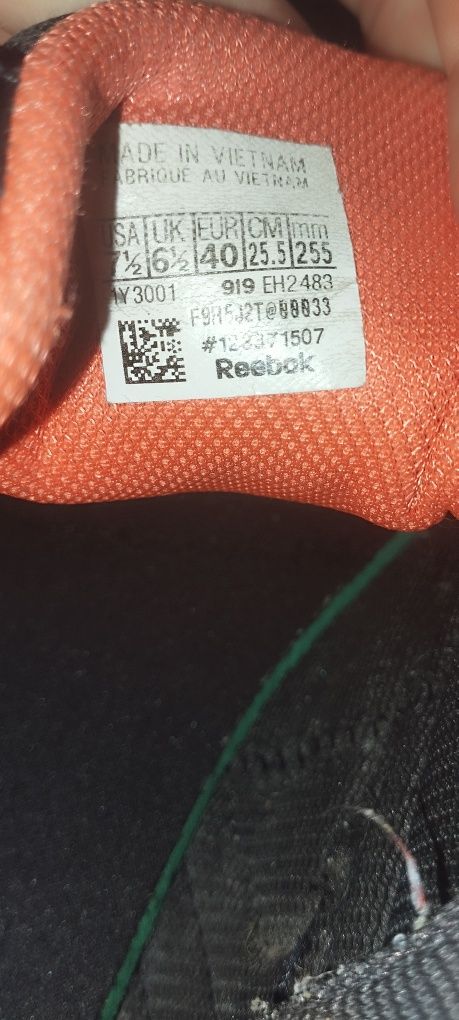 MADE IN VIETNAM
FABRIQUE AU VIETNAM
USA UK EUR CM mm
7½ 6½ 40 25.5 255
1Y3001 919 EH2483
Reebok